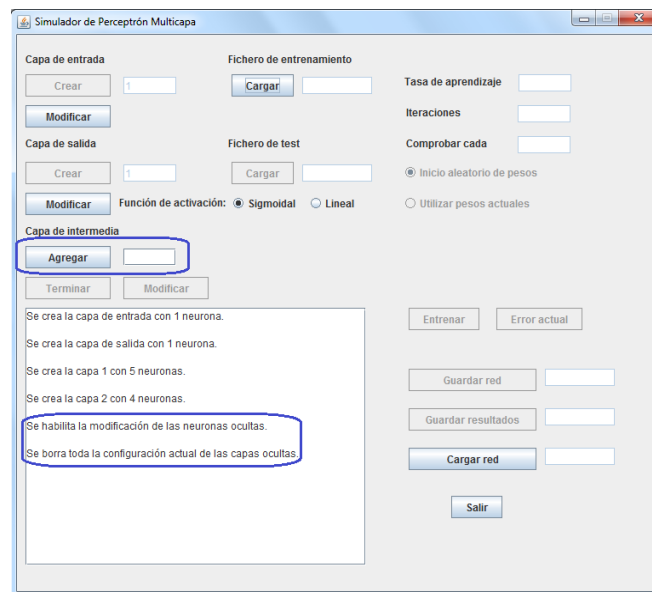 Simulador de Perceptrón Multicapa
Capa de entrada
Fichero de entrenamiento
Crear
1
Cargar
Tasa de aprendizaje
Modificar
Iteraciones
Capa de salida
Fichero de test
Comprobar cada
Crear
1
Cargar
Inicio aleatorio de pesos
Modificar
Función de activación:
Sigmoidal
Lineal
Utilizar pesos actuales
Capa de intermedia
Agregar
Terminar
Modificar
Se crea la capa de entrada con 1 neurona.
Se crea la capa de salida con 1 neurona.
Se crea la capa 1 con 5 neuronas.
Se crea la capa 2 con 4 neuronas.
Se habilita la modificación de las neuronas ocultas.
Se borra toda la configuración actual de las capas ocultas.
Entrenar
Error actual
Guardar red
Guardar resultados
Cargar red
Salir